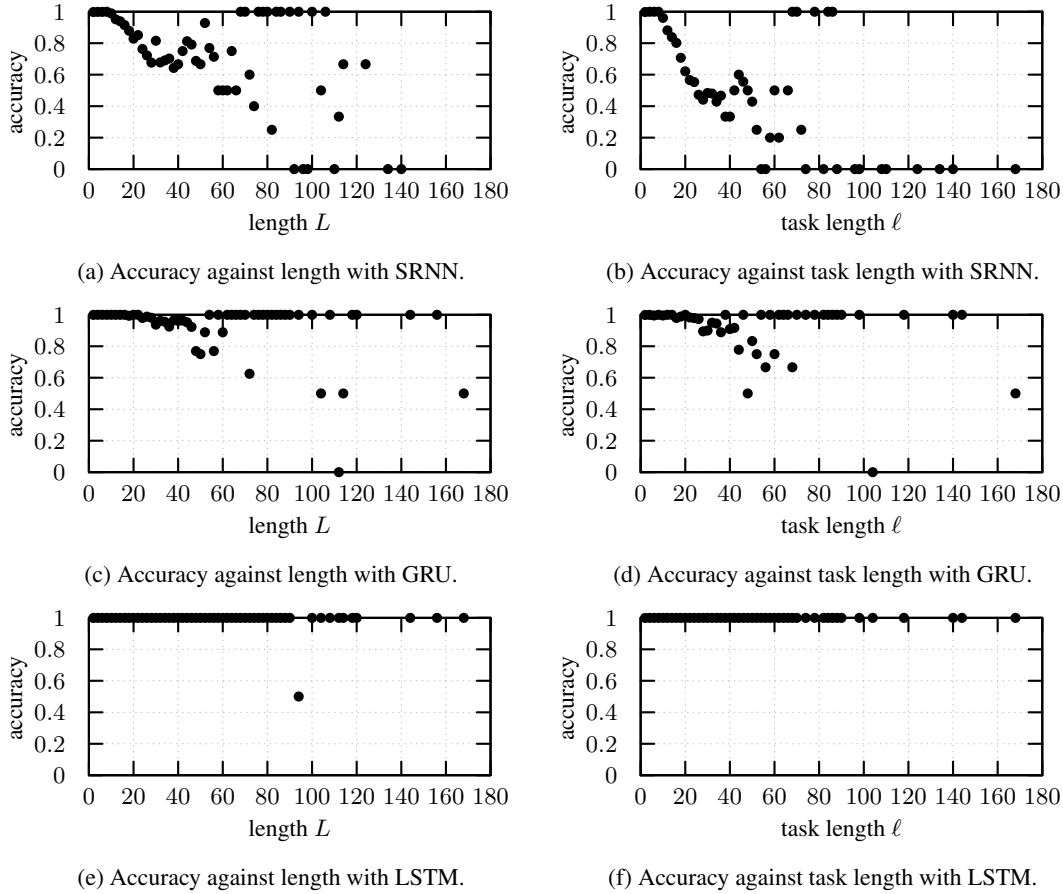 1
0.8
0.6
0.4
0.2
0
accuracy
0 20 40 60 80 100 120 140 160 180
length L
(a) Accuracy against length with SRNN.
1
0.8
0.6
0.4
0.2
0
accuracy
0 20 40 60 80 100 120 140 160 180
task length ℓ
(b) Accuracy against task length with SRNN.
1
0.8
0.6
0.4
0.2
0
accuracy
0 20 40 60 80 100 120 140 160 180
length L
(c) Accuracy against length with GRU.
1
0.8
0.6
0.4
0.2
0
accuracy
0 20 40 60 80 100 120 140 160 180
task length ℓ
(d) Accuracy against task length with GRU.
1
0.8
0.6
0.4
0.2
0
accuracy
0 20 40 60 80 100 120 140 160 180
length L
(e) Accuracy against length with LSTM.
1
0.8
0.6
0.4
0.2
0
accuracy
0 20 40 60 80 100 120 140 160 180
task length ℓ
(f) Accuracy against task length with LSTM.